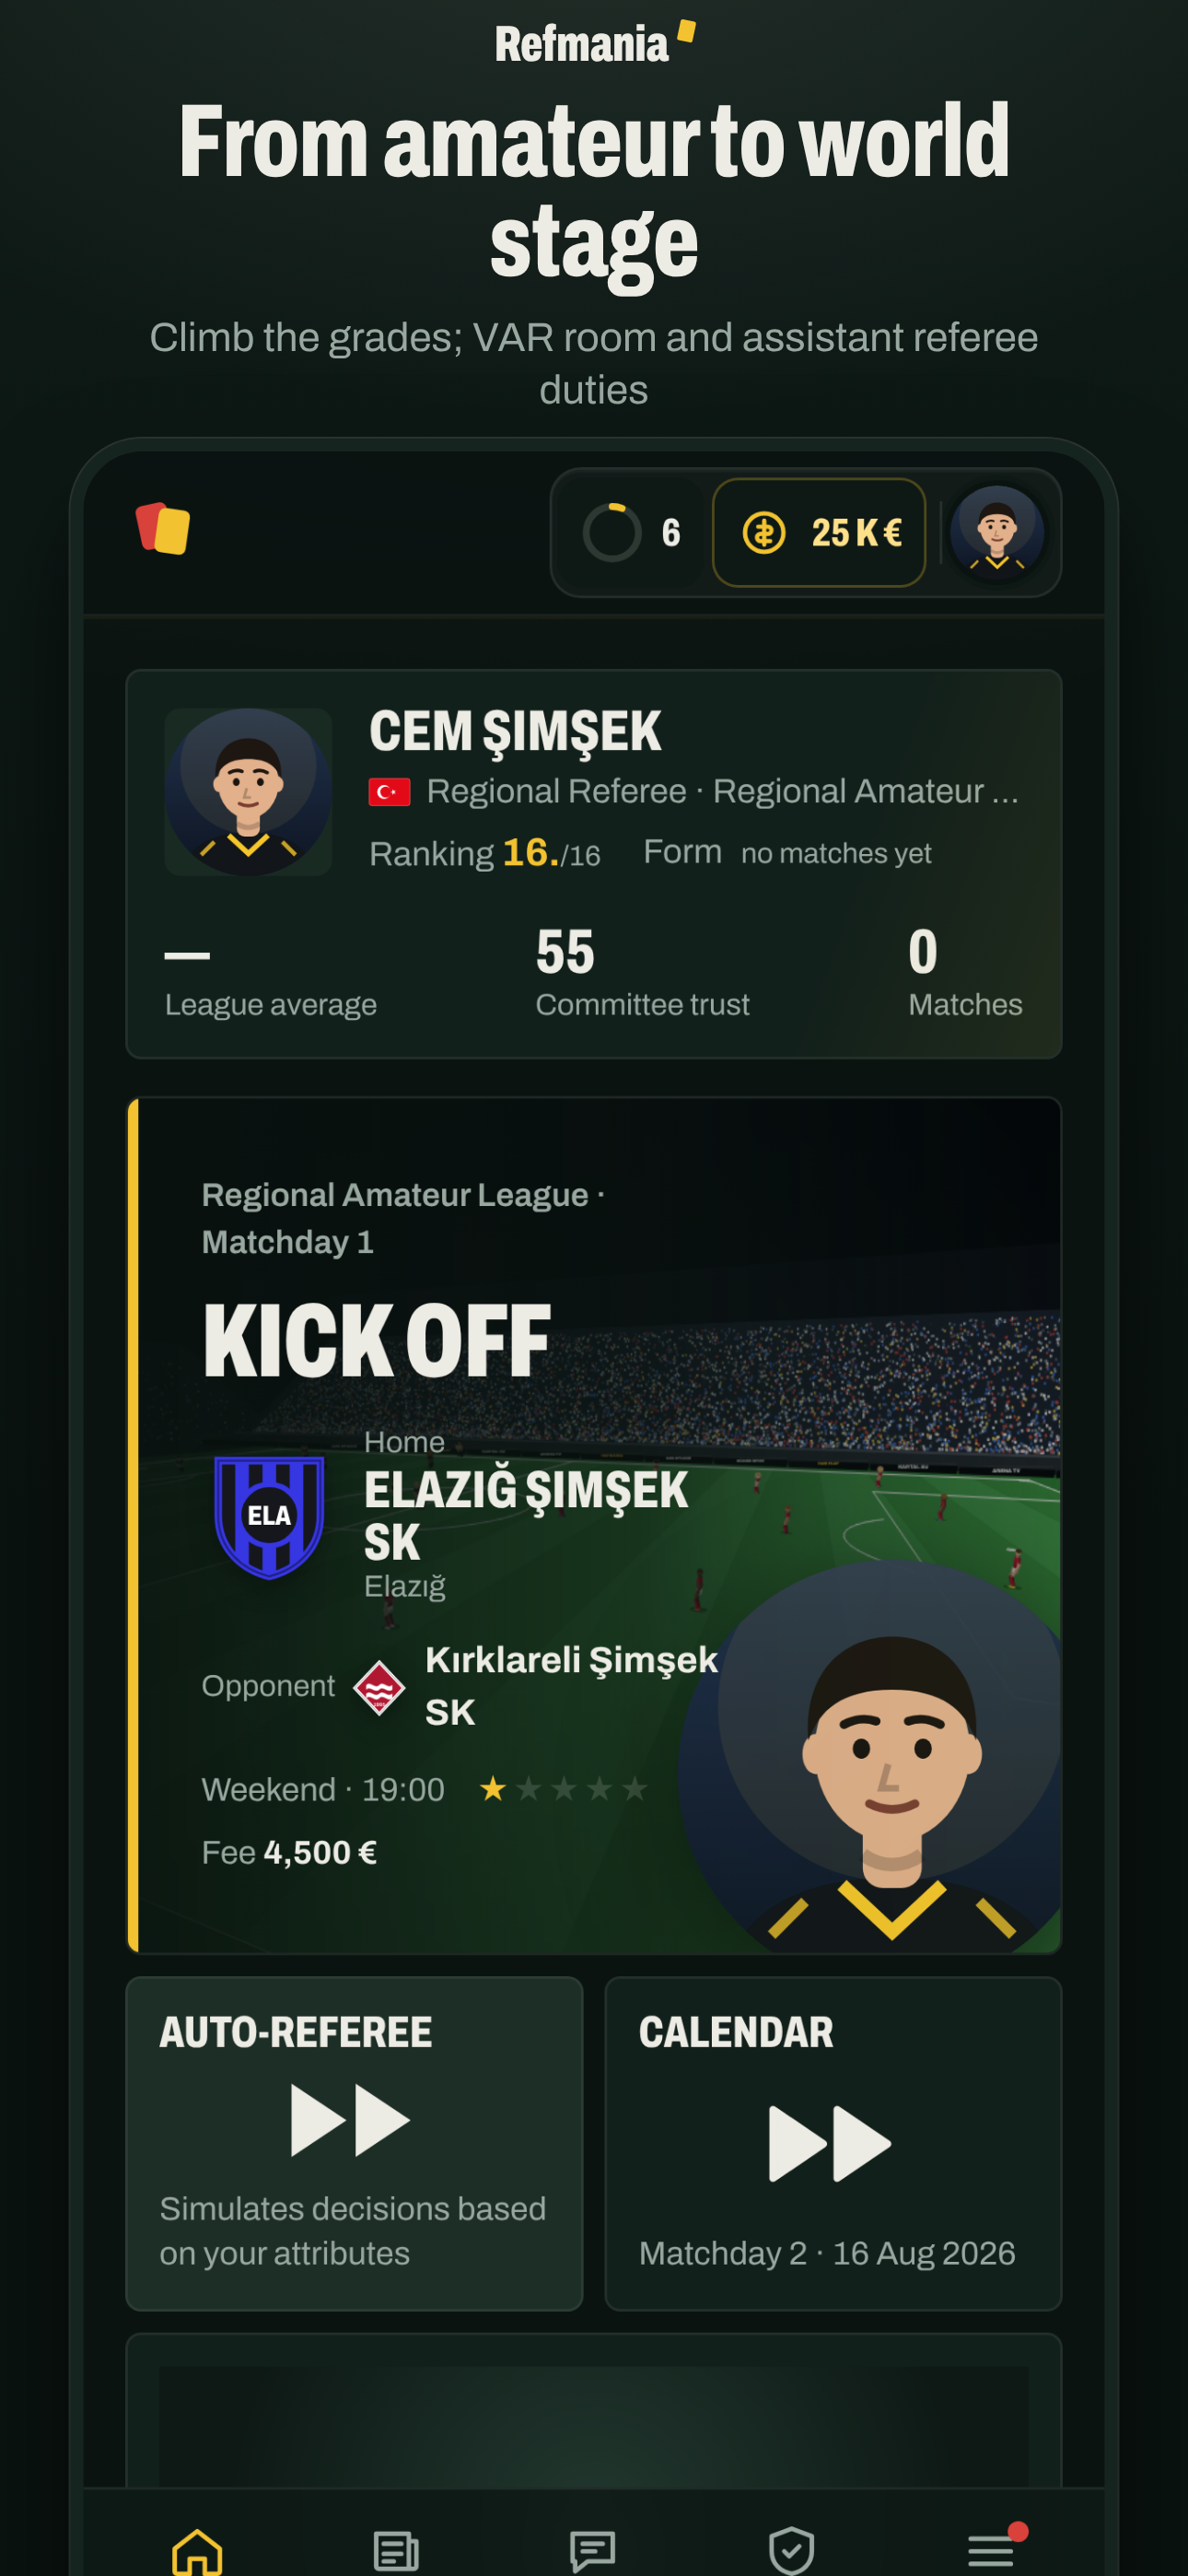 Refmania
From amateur to world
stage
Climb the grades; VAR room and assistant referee
duties
6
25 K €
CEM ŞIMŞEK
Regional Referee · Regional Amateur ...
Ranking 16./16 Form no matches yet
— 55 0
League average Committee trust Matches
Regional Amateur League ·
Matchday 1
KICK OFF
Home
ELA
ELAZIĞ ŞIMŞEK
SK
Elazığ
Opponent
Kırklareli Şimşek
SK
Weekend · 19:00
Fee 4,500 €
AUTO-REFEREE
Simulates decisions based
on your attributes
CALENDAR
Matchday 2 · 16 Aug 2026